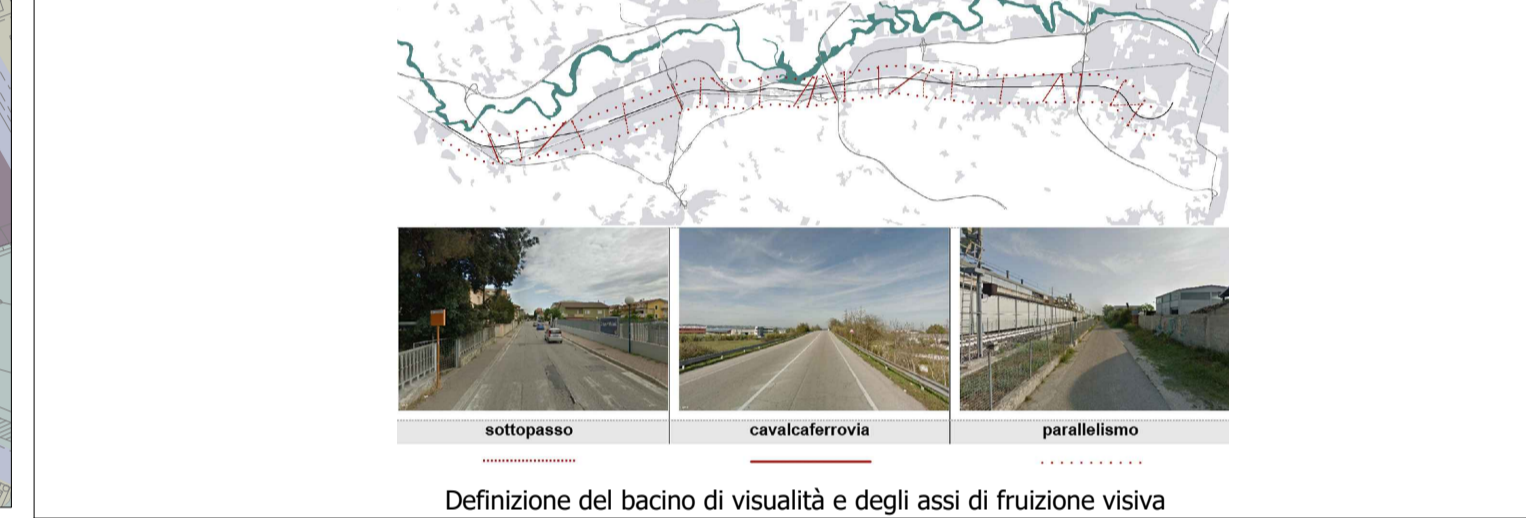 sottopasso
cavalcaferrovia
parallelismo
Definizione del bacino di visualità e degli assi di fruizione visiva